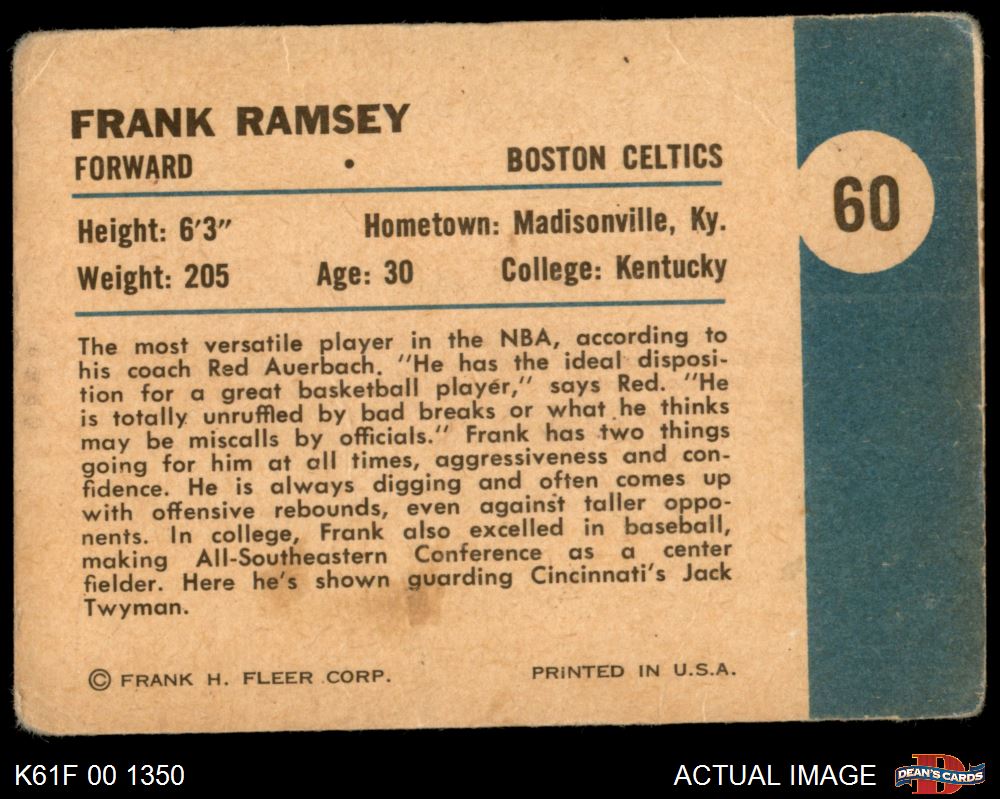 FRANK RAMSEY
FORWARD • BOSTON CELTICS
60
Height: 6'3" Hometown: Madisonville, Ky.
Weight: 205 Age: 30 College: Kentucky
The most versatile player in the NBA, according to
his coach Red Auerbach. "He has the ideal disposi-
tion for a great basketball player," says Red. "He
is totally unruffled by bad breaks or what he thinks
may be miscalls by officials." Frank has two things
going for him at all times, aggressiveness and con-
fidence. He is always digging and often comes up
with offensive rebounds, even against taller oppo-
nents. In college, Frank also excelled in baseball,
making All-Southeastern Conference as a center
fielder. Here he's shown guarding Cincinnati's Jack
Twyman.
© FRANK H. FLEER CORP. PRINTED IN U.S.A.
K61F 00 1350 ACTUAL IMAGE D DEAN'S CARDS